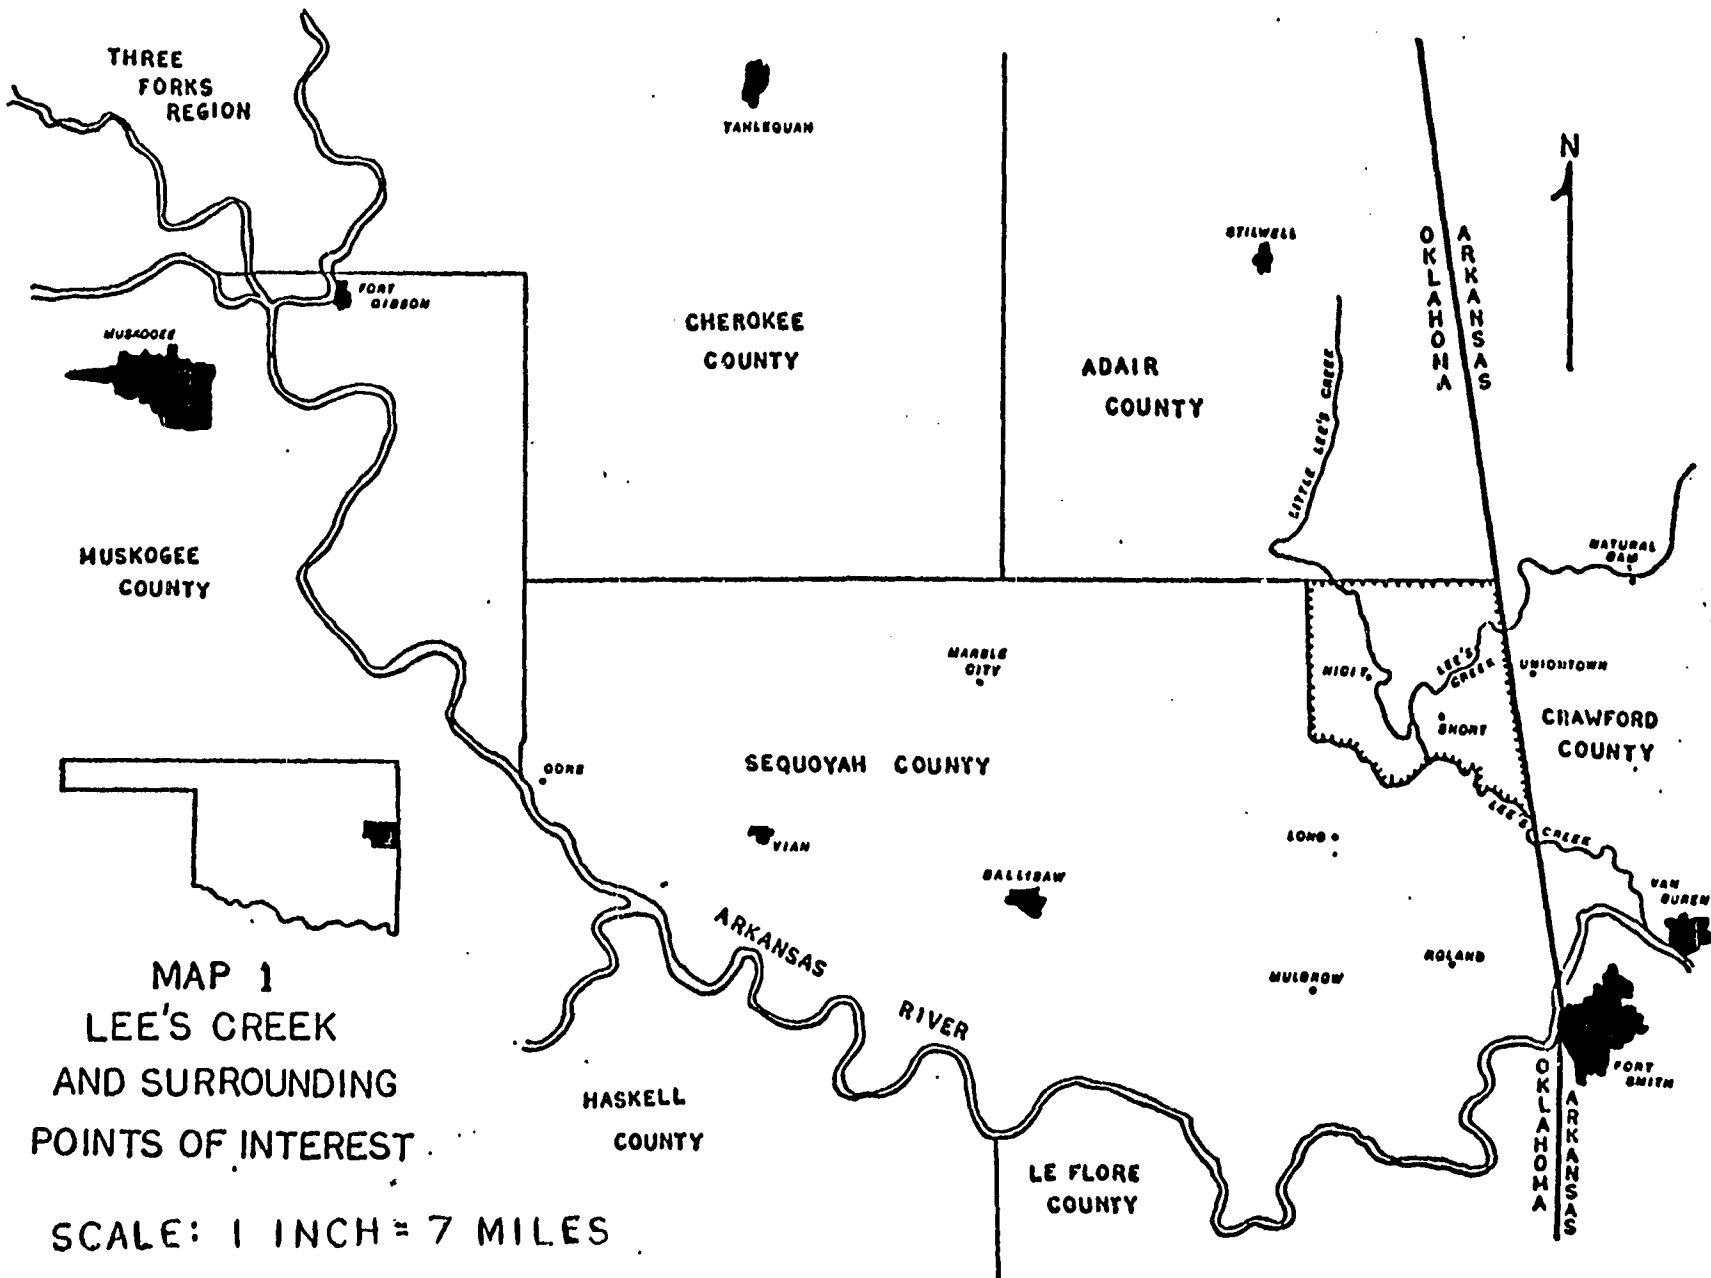 THREE
FORKS
REGION
TAHLEQUAH
N
STILWELL
OKLAHOMA
ARKANSAS
FORT
GIBSON
MUSKOGEE
CHEROKEE
COUNTY
ADAIR
COUNTY
LITTLE LEE'S CREEK
MUSKOGEE
COUNTY
NATURAL
DAM
MARBLE
CITY
NICUT
LEE'S
CREEK
UNIONTOWN
SHORT
CRAWFORD
COUNTY
SEQUOYAH COUNTY
GORE
VIAN
LONG
LEE'S CREEK
SALLISAW
VAN
BUREN
ARKANSAS
RIVER
ROLAND
MULDROW
MAP 1
LEE'S CREEK
AND SURROUNDING
POINTS OF INTEREST
FORT
SMITH
OKLAHOMA
ARKANSAS
HASKELL
COUNTY
LE FLORE
COUNTY
SCALE: 1 INCH = 7 MILES